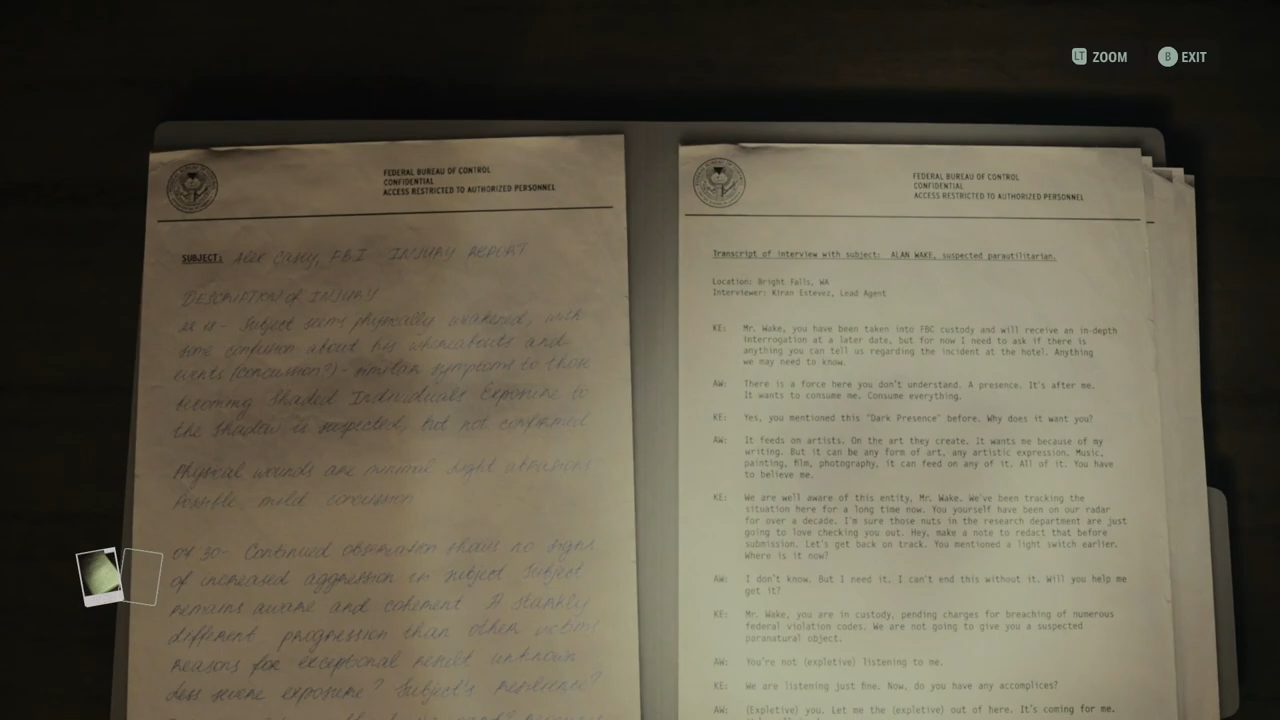 LT ZOOM B EXIT
FEDERAL BUREAU OF CONTROL
CONFIDENTIAL
ACCESS RESTRICTED TO AUTHORIZED PERSONNEL
SUBJECT: Alex Casey, FBI INJURY REPORT
DESCRIPTION of INJURY
Subject seems physically weakened, with
some confusion about his whereabouts and
events (concussion?) - similar symptoms to those
becoming Shaded Individuals Exposure to
the Shadow is suspected, but not confirmed
Physical wounds are minimal slight abrasions
Possible, mild concussion
04 30- Continued observation shows no signs
of increased aggression in subject Subject
remains aware and coherent A starkly
different progression than other victims
Reasons for exceptional result unknown
Less severe exposure? Subject's resilience?
FEDERAL BUREAU OF CONTROL
CONFIDENTIAL
ACCESS RESTRICTED TO AUTHORIZED PERSONNEL
Transcript of interview with subject: ALAN WAKE, suspected parautilitarian.
Location: Bright Falls, WA
Interviewer: Kiran Estevez, Lead Agent
KE: Mr. Wake, you have been taken into FBC custody and will receive an in-depth
interrogation at a later date, but for now I need to ask if there is
anything you can tell us regarding the incident at the hotel. Anything
we may need to know.
AW: There is a force here you don't understand. A presence. It's after me.
It wants to consume me. Consume everything.
KE: Yes, you mentioned this "Dark Presence" before. Why does it want you?
AW: It feeds on artists. On the art they create. It wants me because of my
writing. But it can be any form of art, any artistic expression. Music,
painting, film, photography, it can feed on any of it. All of it. You have
to believe me.
KE: We are well aware of this entity, Mr. Wake. We've been tracking the
situation here for a long time now. You yourself have been on our radar
for over a decade. I'm sure those nuts in the research department are just
going to love checking you out. Hey, make a note to redact that before
submission. Let's get back on track. You mentioned a light switch earlier.
Where is it now?
AW: I don't know. But I need it. I can't end this without it. Will you help me
get it?
KE: Mr. Wake, you are in custody, pending charges for breaching of numerous
federal violation codes. We are not going to give you a suspected
paranatural object.
AW: You're not (expletive) listening to me.
KE: We are listening just fine. Now, do you have any accomplices?
AW: (Expletive) you. Let me the (expletive) out of here. It's coming for me.